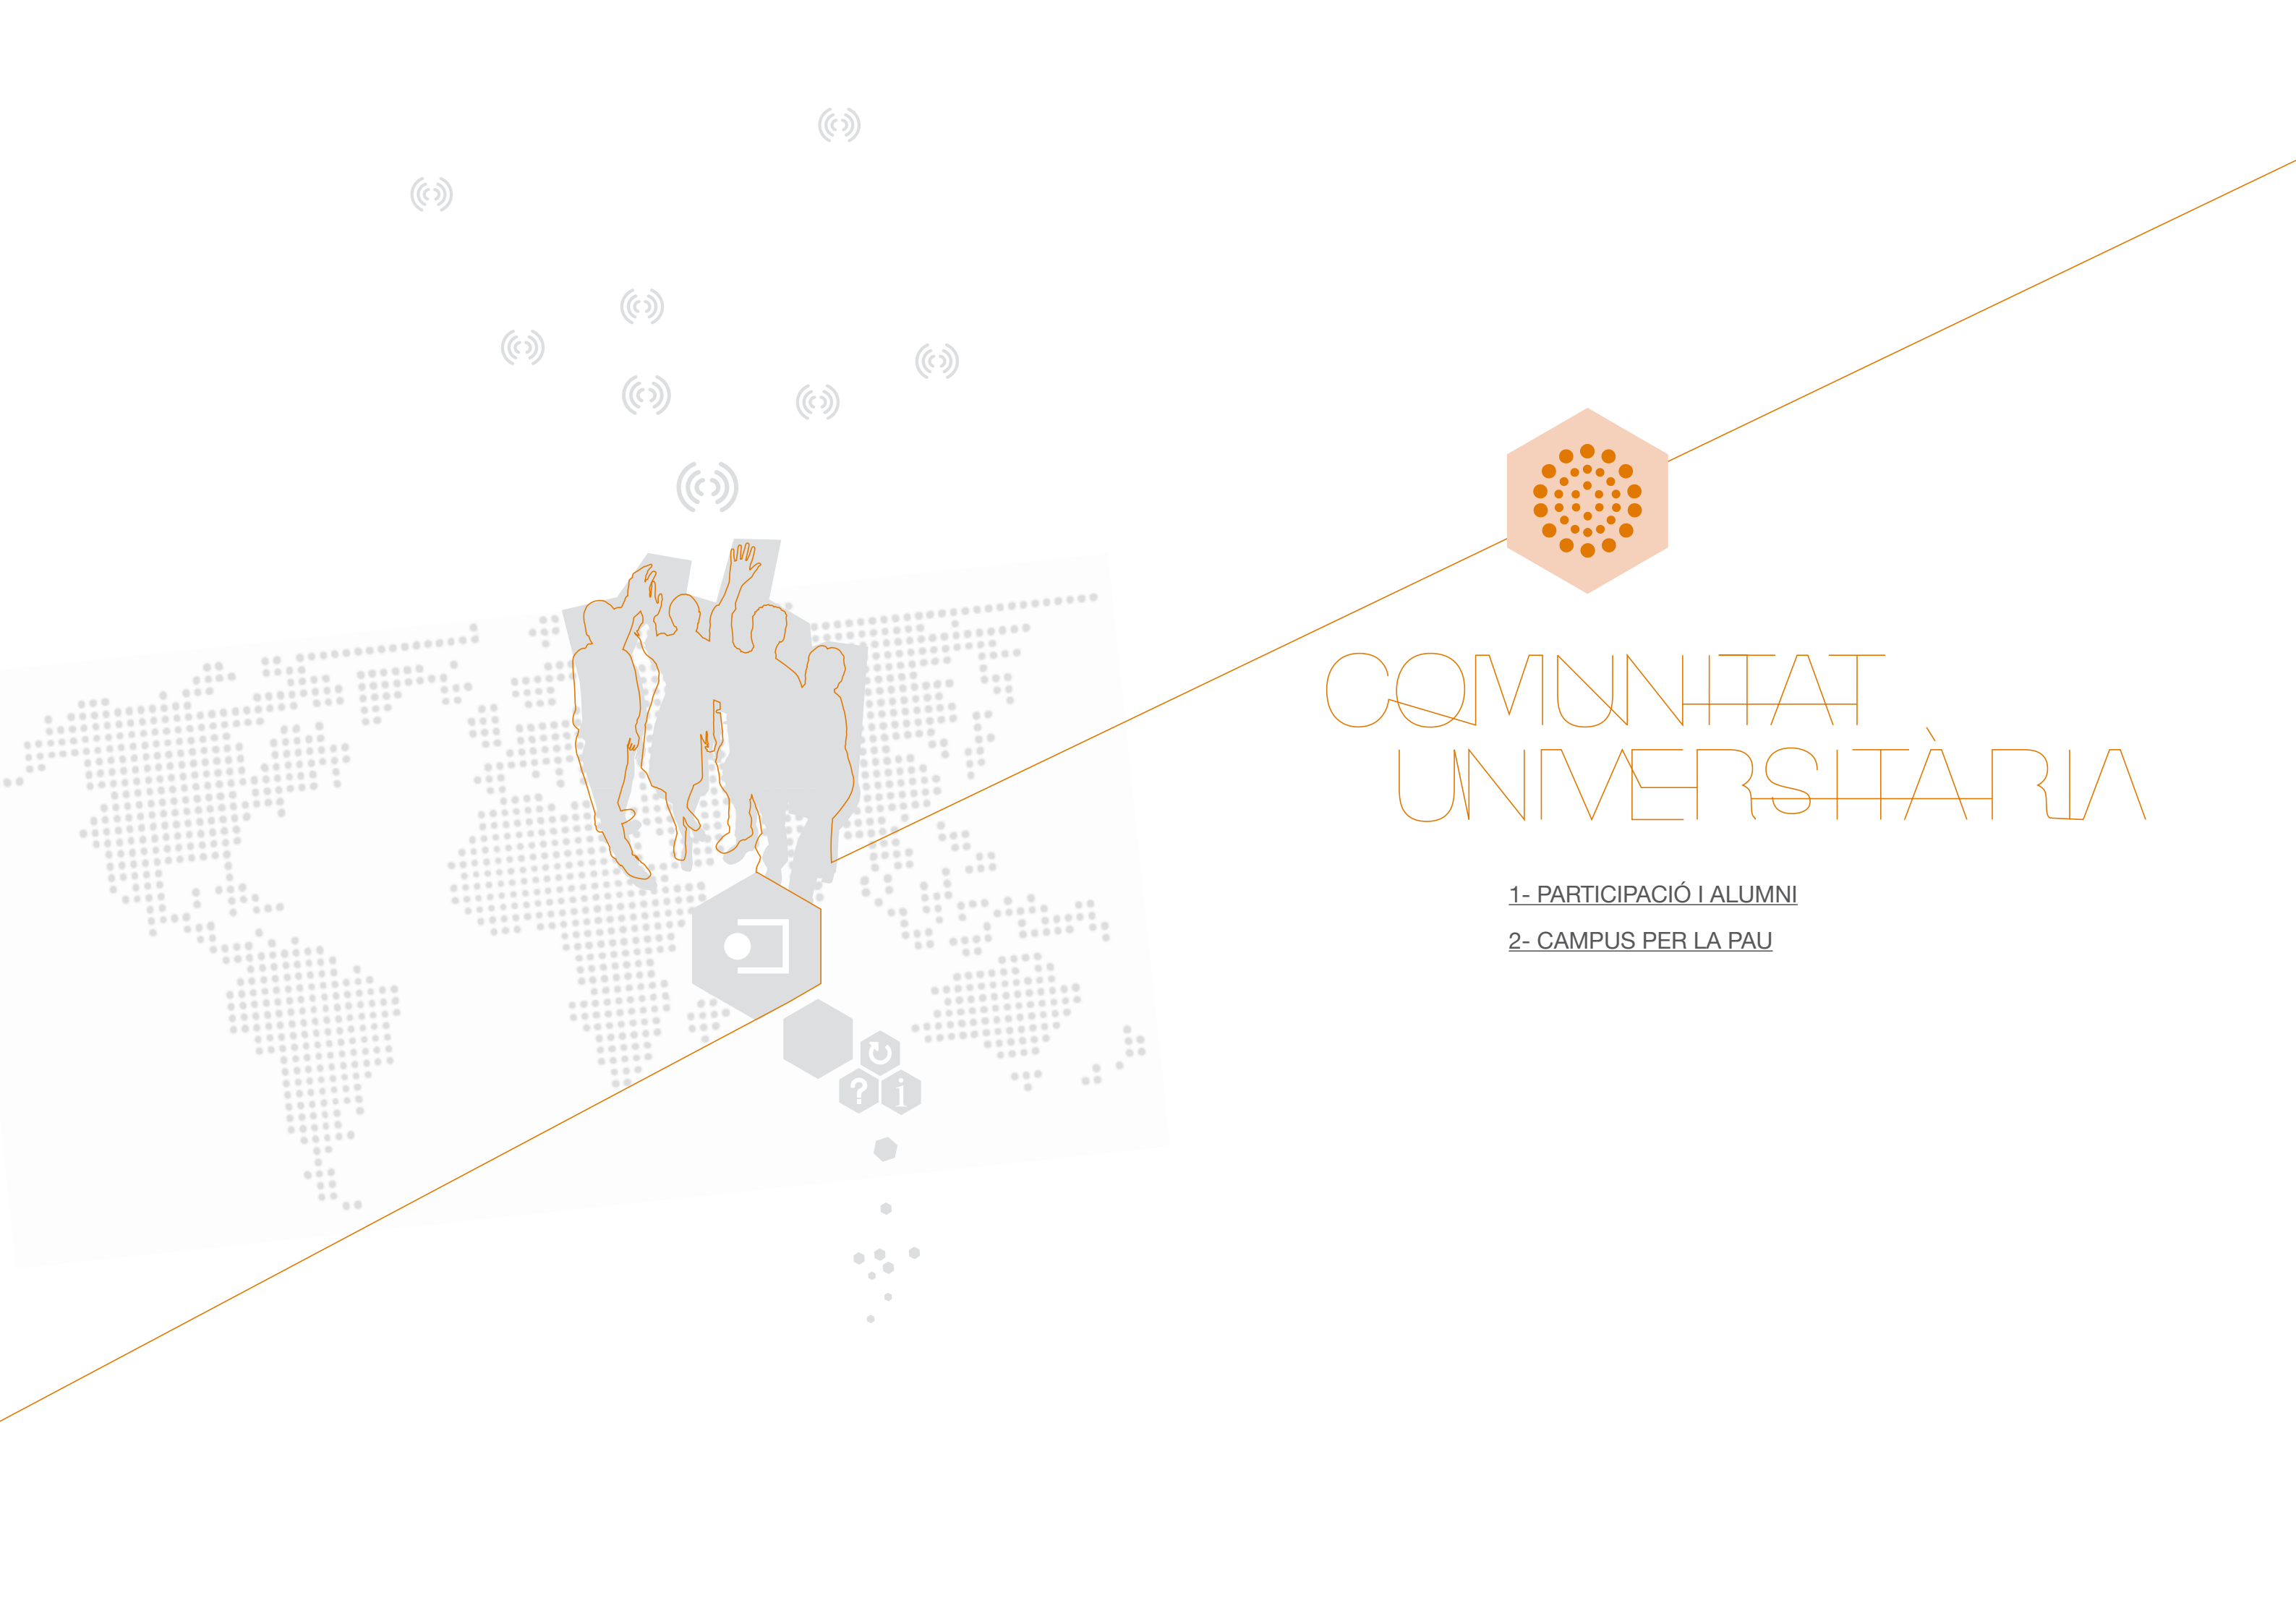 COMUNITAT
UNIVERSITÀRIA
1- PARTICIPACIÓ I ALUMNI
2- CAMPUS PER LA PAU
?
i